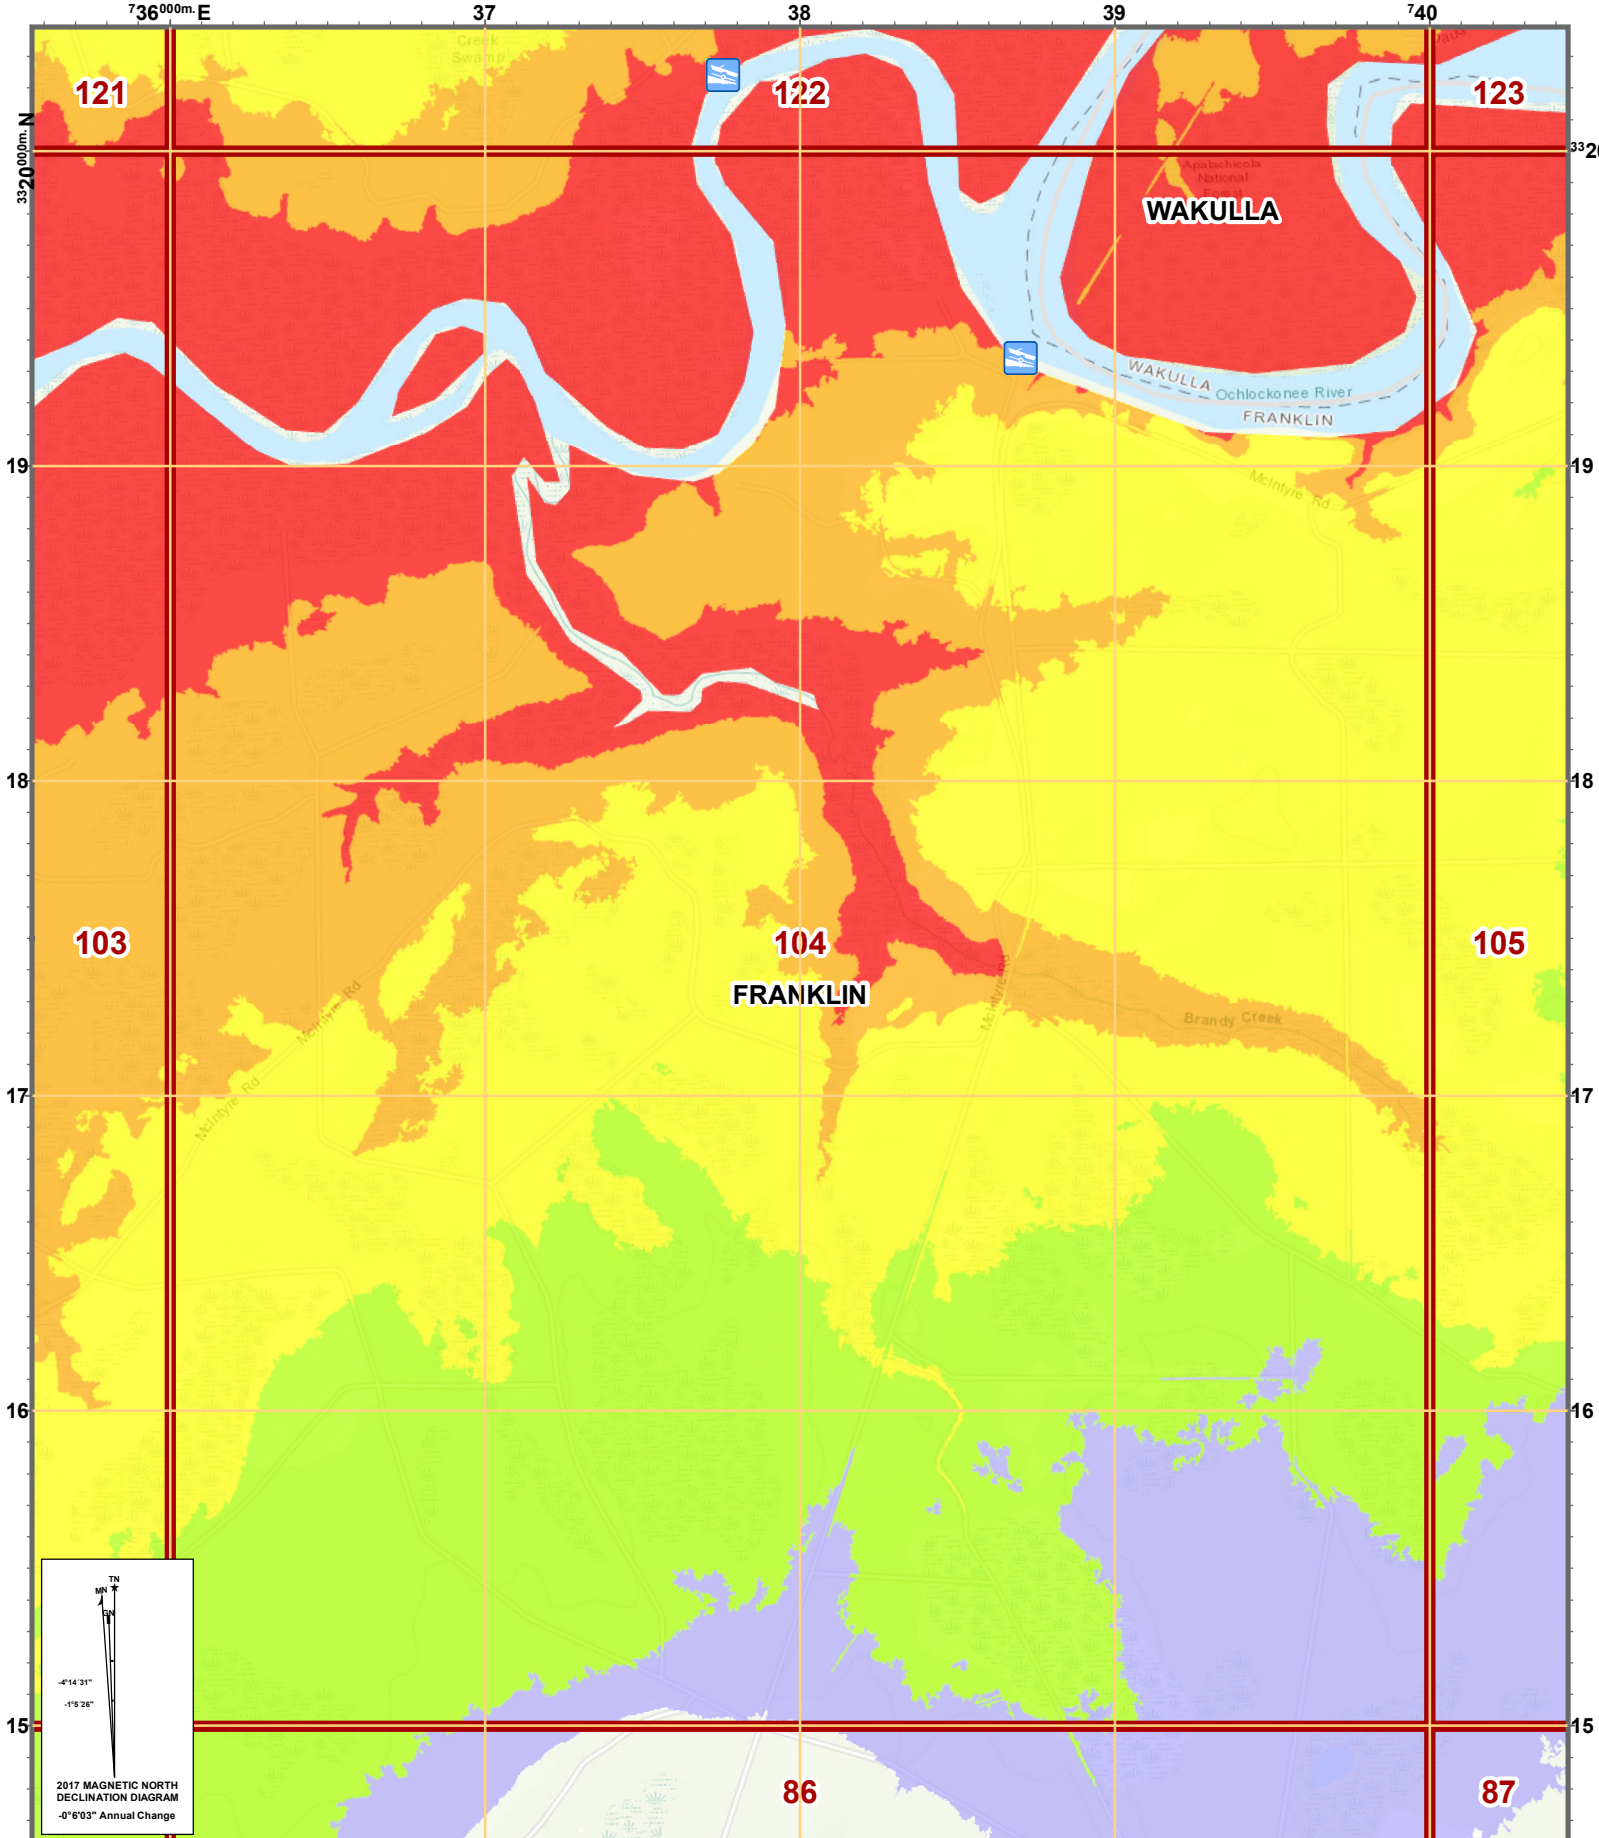 736000m.E
37
38
39
740
Creek
Swamp
121
122
123
3320000m.N
3320
Apalachicola
National
Forest
WAKULLA
WAKULLA
Ochlockonee River
FRANKLIN
19
19
McIntyre Rd
18
18
103
104
105
FRANKLIN
McIntyre Rd
McIntyre Rd
Brandy Creek
McIntyre Rd
17
17
16
16
TN
MN
GN
-4°14'31"
-1°5'26"
15
15
2017 MAGNETIC NORTH
DECLINATION DIAGRAM
-0°6'03" Annual Change
86
87